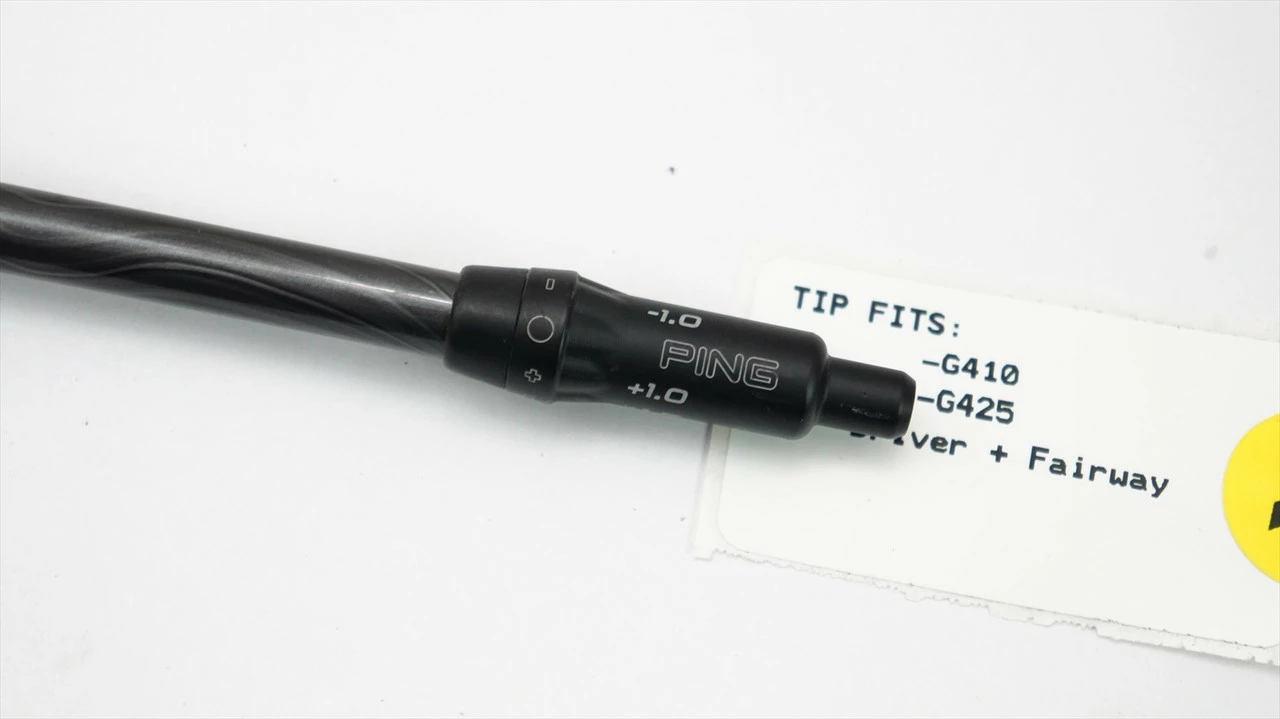 -1.0
PING
+1.0
TIP FITS:
-G410
-G425
Driver + Fairway